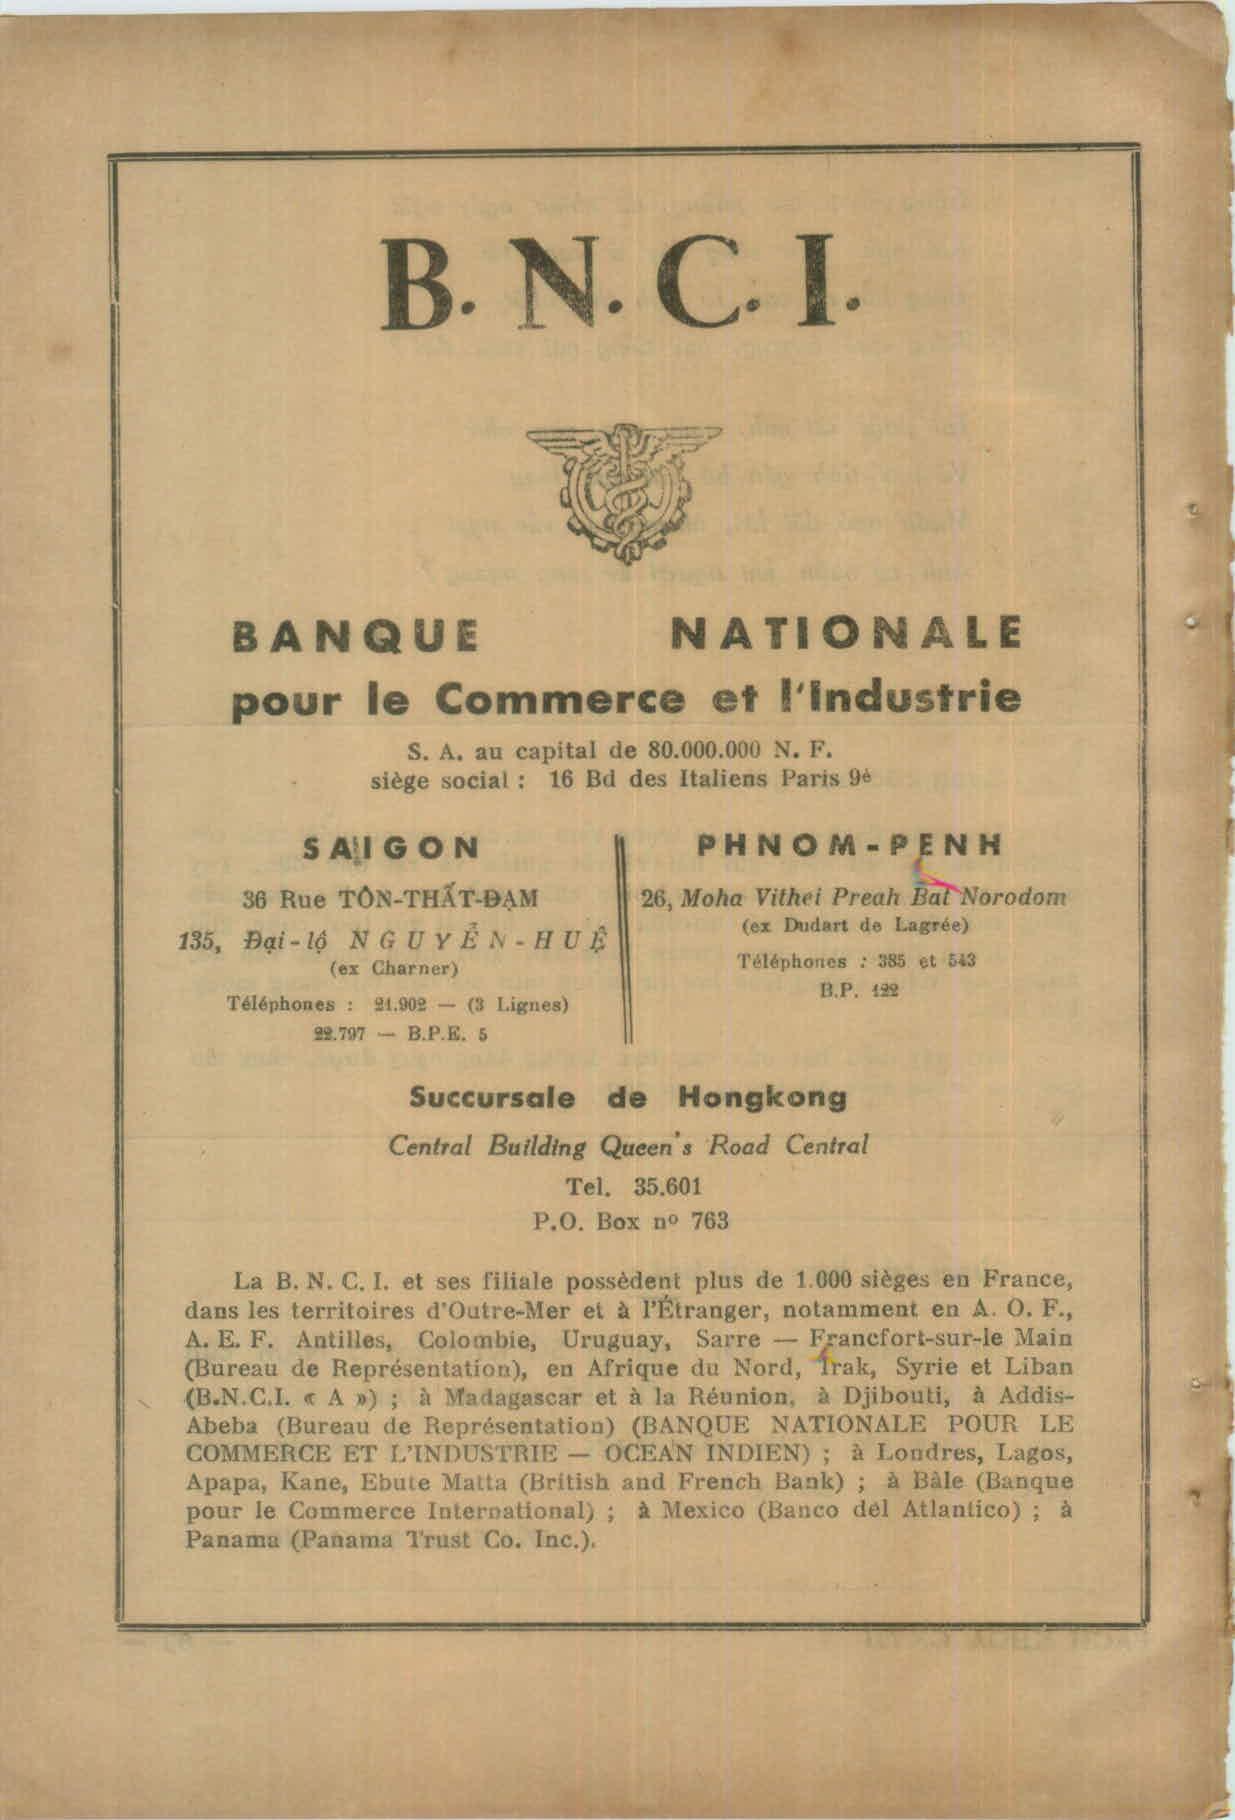 B. N. C. I.
BANQUE NATIONALE
pour le Commerce et l'Industrie
S. A. au capital de 80.000.000 N. F.
siège social : 16 Bd des Italiens Paris 9è
SAIGON
36 Rue TÔN-THẤT-ĐẠM
135, Đại-lộ NGUYỄN-HUỆ
(ex Charner)
Téléphones : 21.902 — (3 Lignes)
22.797 — B.P.E. 5
PHNOM-PENH
26, Moha Vithei Preah Bat Norodom
(ex Dudart de Lagrée)
Téléphones : 385 et 543
B.P. 122
Succursale de Hongkong
Central Building Queen's Road Central
Tel. 35.601
P.O. Box nº 763
La B. N. C. I. et ses filiale possèdent plus de 1.000 sièges en France,
dans les territoires d'Outre-Mer et à l'Étranger, notamment en A. O. F.,
A. E. F. Antilles, Colombie, Uruguay, Sarre — Francfort-sur-le Main
(Bureau de Représentation), en Afrique du Nord, Irak, Syrie et Liban
(B.N.C.I. « A ») ; à Madagascar et à la Réunion, à Djibouti, à Addis-
Abeba (Bureau de Représentation) (BANQUE NATIONALE POUR LE
COMMERCE ET L'INDUSTRIE — OCEAN INDIEN) ; à Londres, Lagos,
Apapa, Kane, Ebute Matta (British and French Bank) ; à Bâle (Banque
pour le Commerce International) ; à Mexico (Banco del Atlantico) ; à
Panama (Panama Trust Co. Inc.).